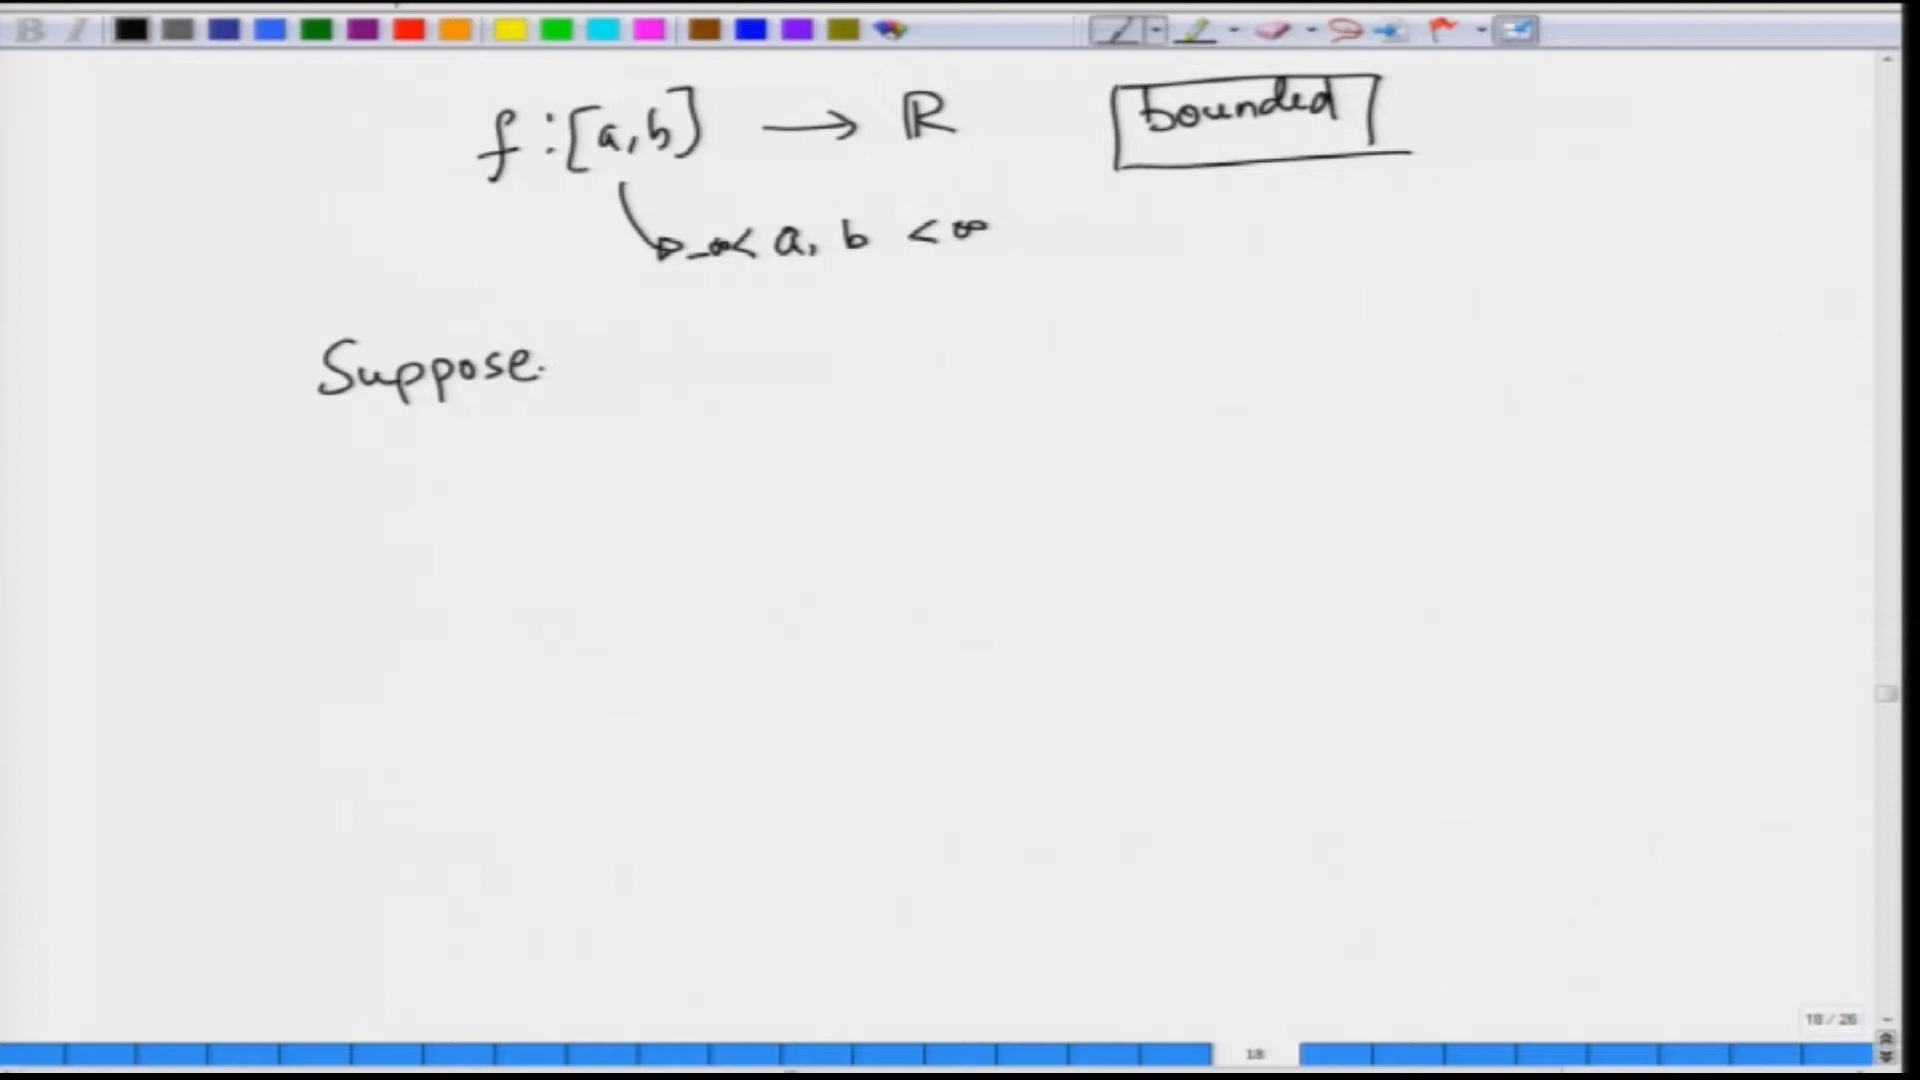 B I
f : [a, b] → ℝ bounded
-∞ < a, b < ∞
Suppose.
18 / 26
18